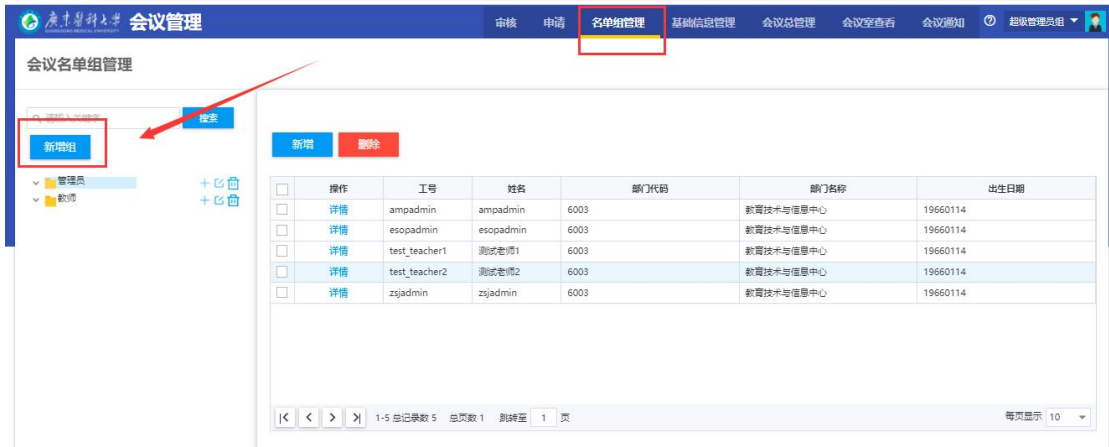 广东医科大学 会议管理 审核 申请 名单组管理 基础信息管理 会议总管理 会议室查看 会议通知 超级管理员组
GUANGDONG MEDICAL UNIVERSITY
会议名单组管理
请输入关键字 搜索
新增组
新增 删除
管理员
教师
操作 工号 姓名 部门代码 部门名称 出生日期
详情 ampadmin ampadmin 6003 教育技术与信息中心 19660114
详情 esopadmin esopadmin 6003 教育技术与信息中心 19660114
详情 test_teacher1 测试老师1 6003 教育技术与信息中心 19660114
详情 test_teacher2 测试老师2 6003 教育技术与信息中心 19660114
详情 zsjadmin zsjadmin 6003 教育技术与信息中心 19660114
1-5 总记录数 5 总页数 1 跳转至 1 页 每页显示 10